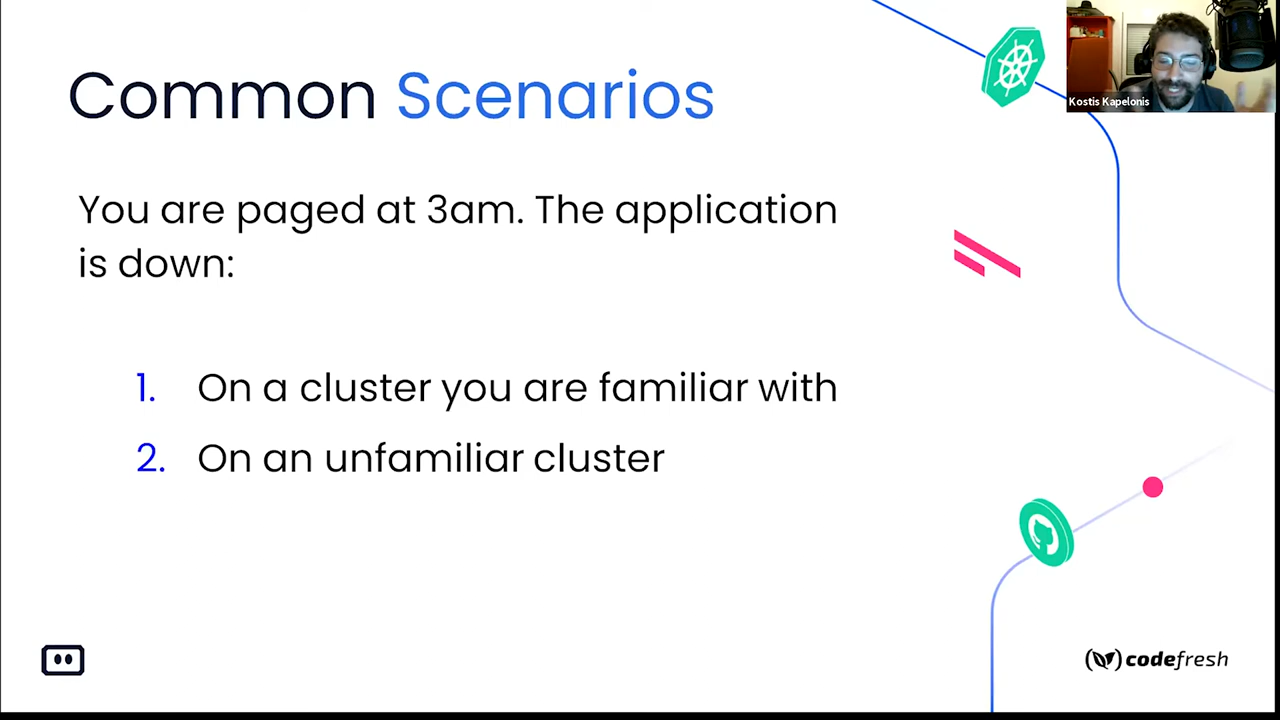 Common Scenarios
Kostis Kapelonis
You are paged at 3am. The application
is down:
1. On a cluster you are familiar with
2. On an unfamiliar cluster
codefresh